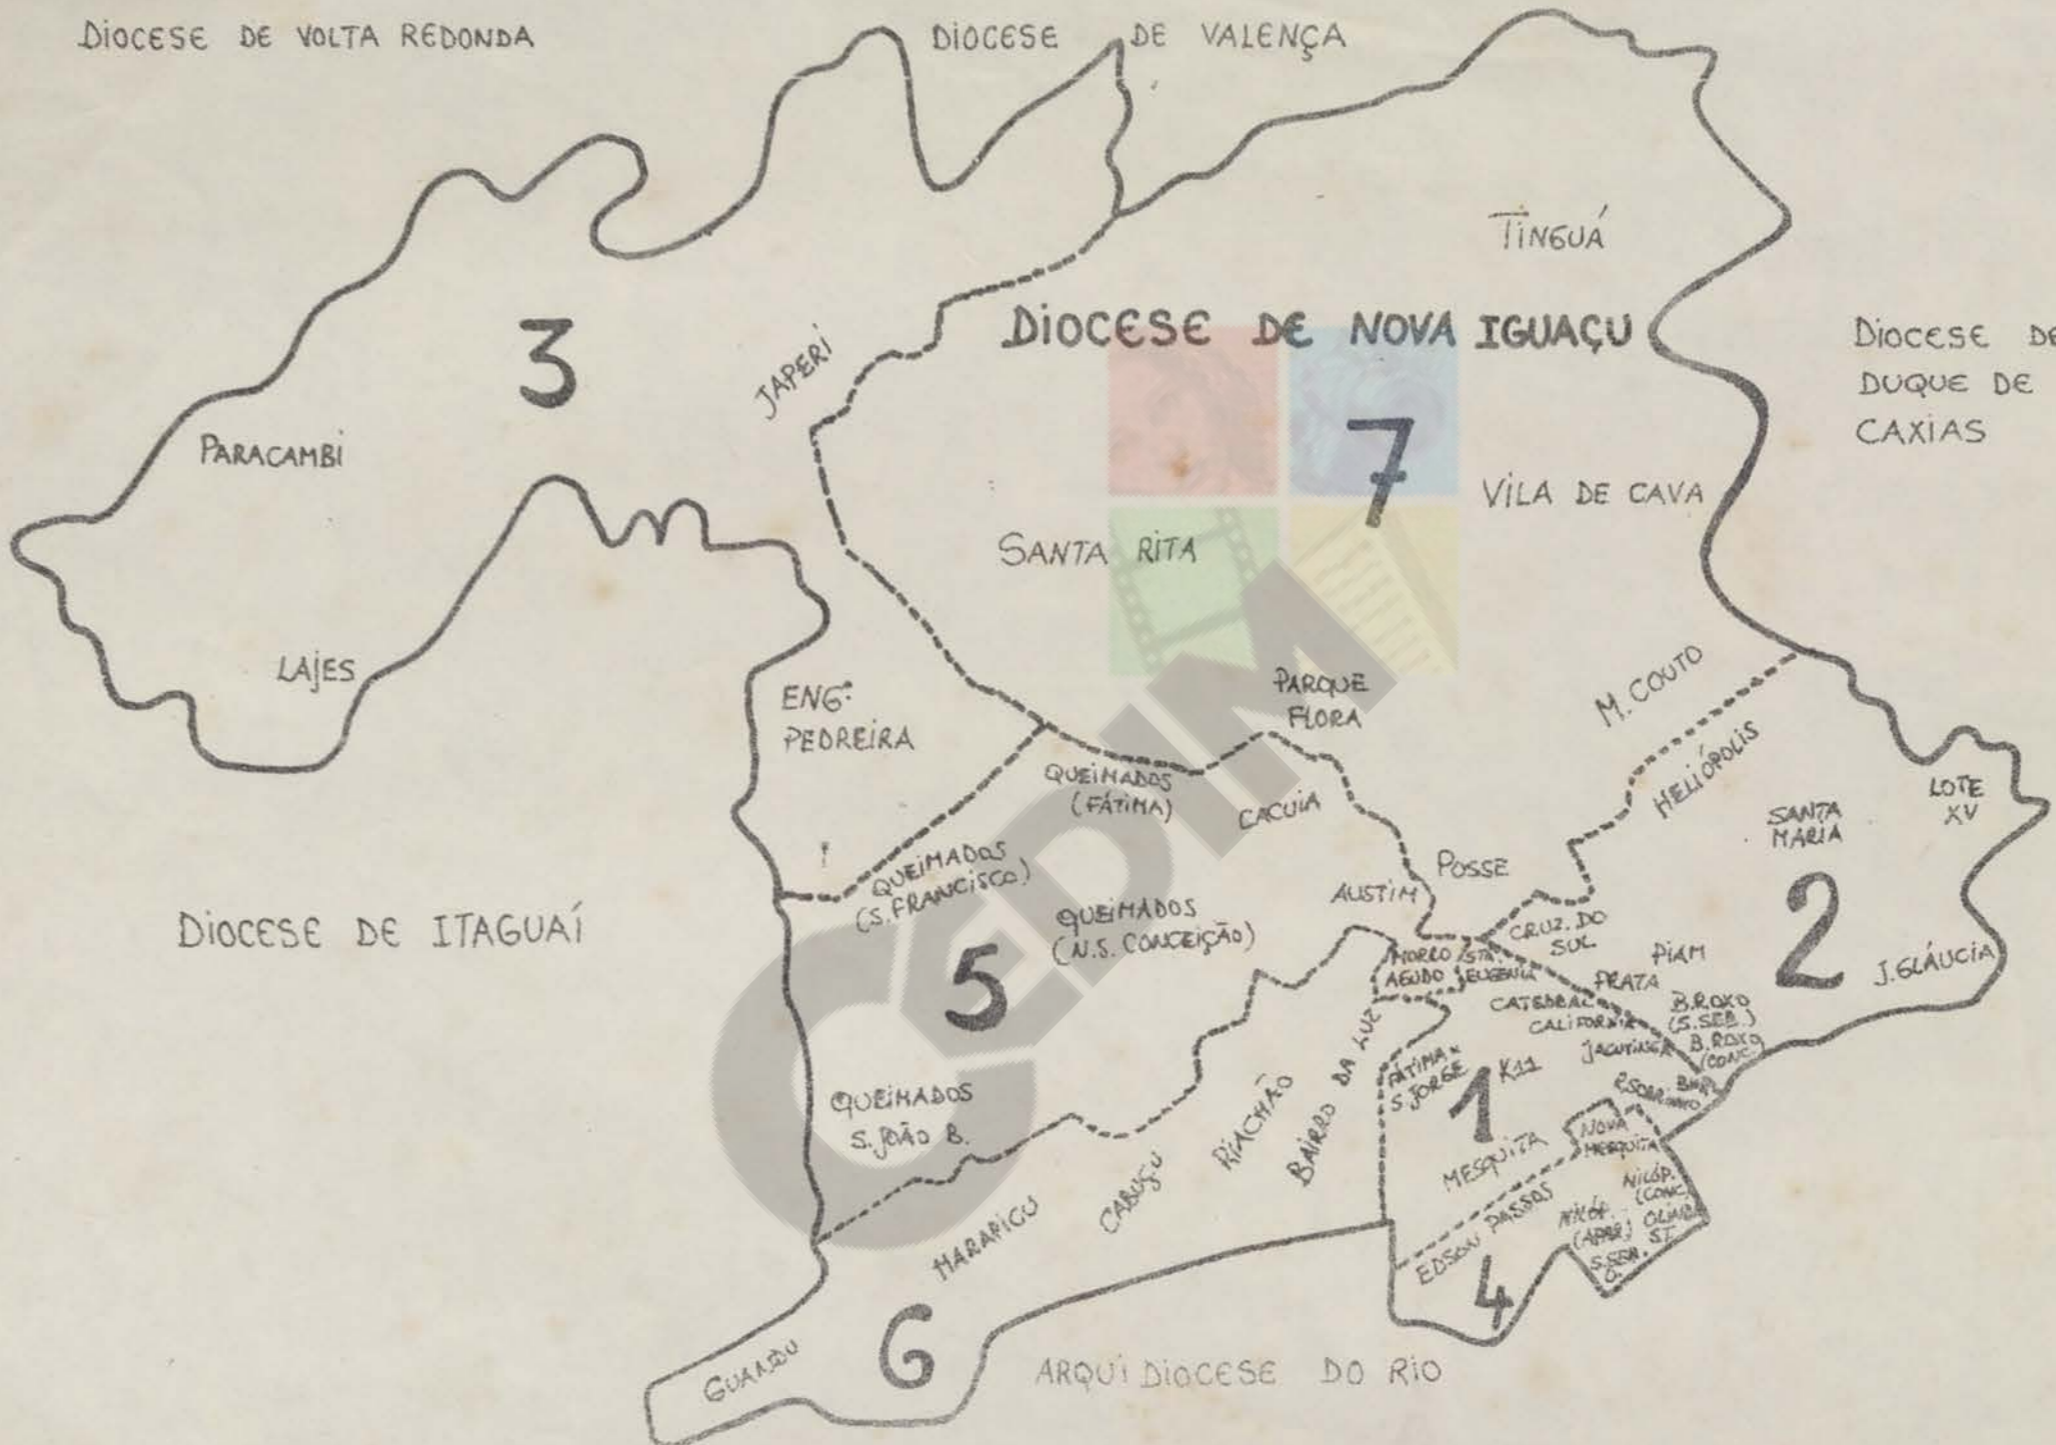 DIOCESE DE VOLTA REDONDA
DIOCESE DE VALENÇA
TINGUÁ
DIOCESE DE NOVA IGUAÇU
DIOCESE DE
DUQUE DE
CAXIAS
3
JAPERI
7
PARACAMBI
VILA DE CAVA
SANTA RITA
LAJES
ENGº
PEDREIRA
PARQUE
FLORA
M. COUTO
HELIÓPOLIS
QUEIMADOS
(FÁTIMA)
CACUIA
SANTA
MARIA
LOTE
XV
QUEIMADOS
(S. FRANCISCO)
POSSE
AUSTIM
2
DIOCESE DE ITAGUAÍ
QUEIMADOS
(N.S. CONCEIÇÃO)
CRUZ. DO
SUL
MORRO
AGUDO
STA.
EUGENIA
PIAM
PRATA
J. GLÁUCIA
5
CATEDRAL
CALIFORNIA
B. ROXO
(S. SEB.)
B. ROXO
(CONC.
JACUTINGA
BAIRRO DA LUZ
FÁTIMA
S. JORGE
K11
1
RIACHÃO
QUEIMADOS
S. JOÃO B.
NOVA
MESQUITA
MESQUITA
CABUÇU
EDSON PASSOS
NILÓP.
(CONC.
NILÓP.
(APAR.)
OLINDA
MARAPICU
4
6
GUANDU
ARQUIDIOCESE DO RIO
CEDIM